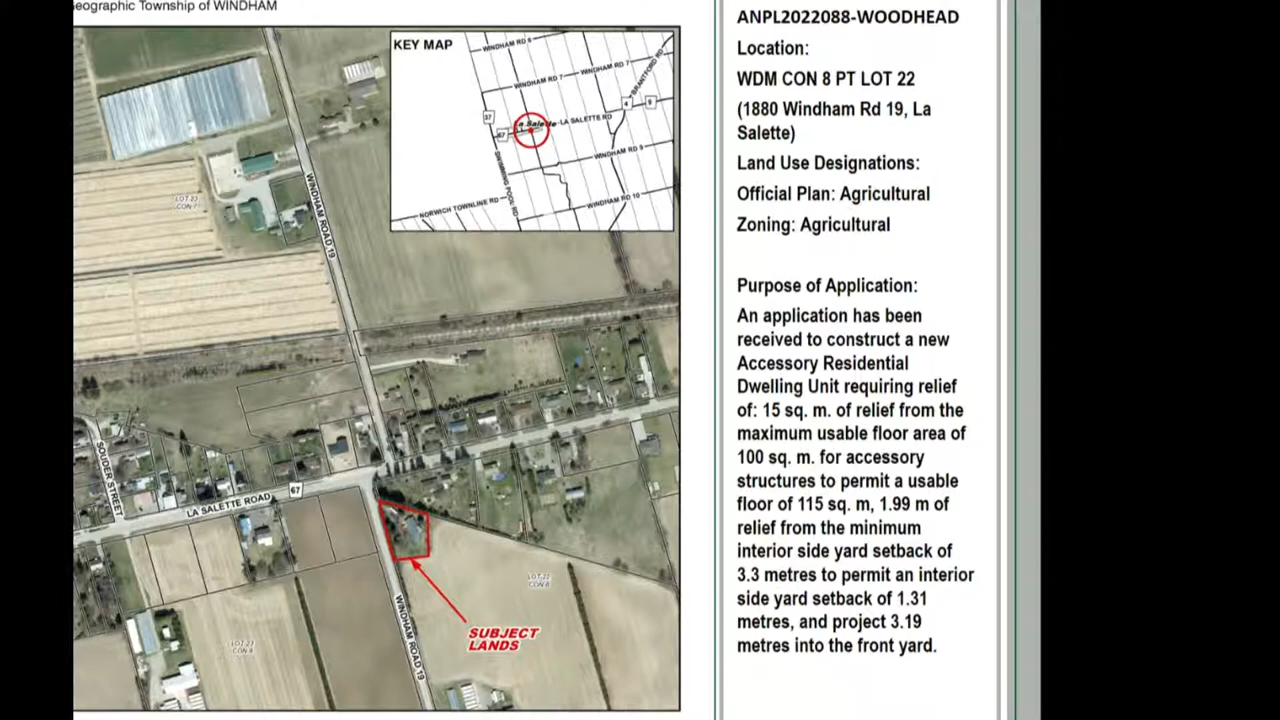 eographic Township of WINDHAM
KEY MAP
WINDHAM RD 6
WINDHAM RD 7
WINDHAM RD 7
BRANTFORD RD
37
4
9
La Salette
LA SALETTE RD
67
WINDHAM RD 9
SWIMMING POOL RD
NORWICH TOWNLINE RD
WINDHAM RD 10
LOT 23
CON 7
WINDHAM ROAD 19
SOUDER STREET
LA SALETTE ROAD
67
LOT 22
CON 8
LOT 23
CON 8
WINDHAM ROAD 19
SUBJECT
LANDS
ANPL2022088-WOODHEAD
Location:
WDM CON 8 PT LOT 22
(1880 Windham Rd 19, La
Salette)
Land Use Designations:
Official Plan: Agricultural
Zoning: Agricultural
Purpose of Application:
An application has been
received to construct a new
Accessory Residential
Dwelling Unit requiring relief
of: 15 sq. m. of relief from the
maximum usable floor area of
100 sq. m. for accessory
structures to permit a usable
floor of 115 sq. m, 1.99 m of
relief from the minimum
interior side yard setback of
3.3 metres to permit an interior
side yard setback of 1.31
metres, and project 3.19
metres into the front yard.